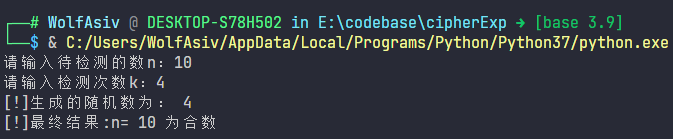 # WolfAsiv @ DESKTOP-S78H502 in E:\codebase\cipherExp → [base 3.9]
$ & C:/Users/WolfAsiv/AppData/Local/Programs/Python/Python37/python.exe
请输入待检测的数n：10
请输入检测次数k：4
[!]生成的随机数为： 4
[!]最终结果:n= 10 为合数